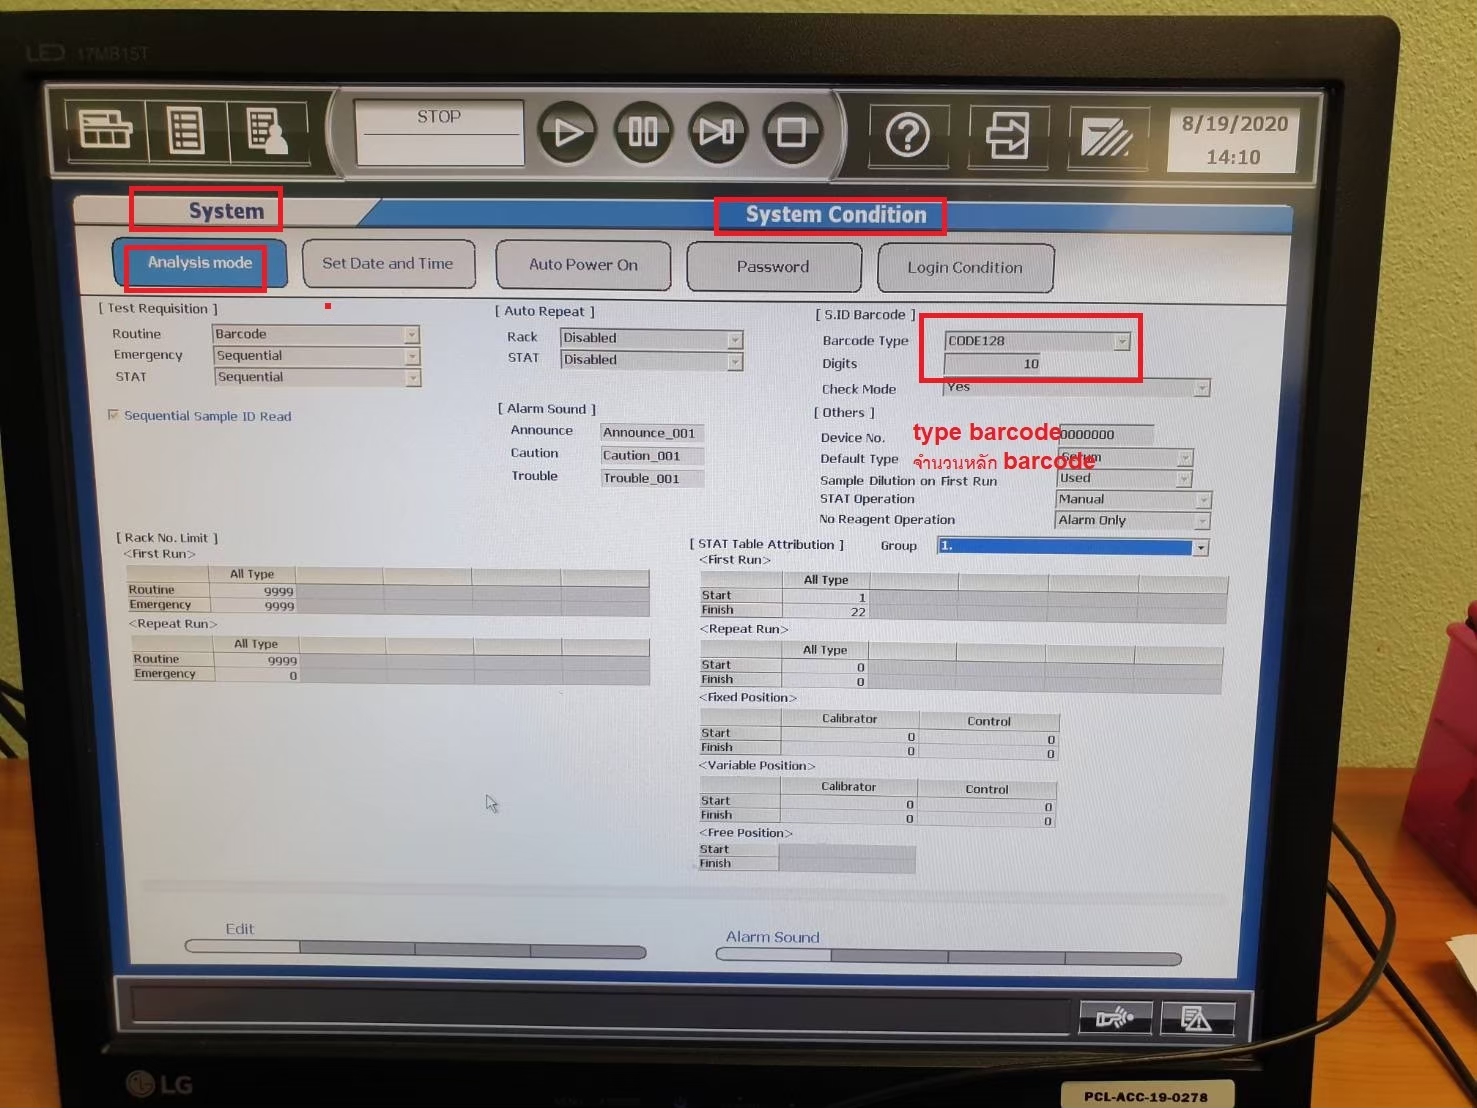 LED 17MB15T
STOP
8/19/2020
14:10
System
System Condition
Analysis mode
Set Date and Time
Auto Power On
Password
Login Condition
[ Test Requisition ]
Routine Barcode
Emergency Sequential
STAT Sequential
Sequential Sample ID Read
[ Auto Repeat ]
Rack Disabled
STAT Disabled
[ Alarm Sound ]
Announce Announce_001
Caution Caution_001
Trouble Trouble_001
[ S.ID Barcode ]
Barcode Type CODE128
Digits 10
Check Mode Yes
[ Others ]
Device No. 0000000
type barcode
Default Type Serum
จำนวนหลัก barcode
Sample Dilution on First Run Used
STAT Operation Manual
No Reagent Operation Alarm Only
[ Rack No. Limit ]
<First Run>
All Type
Routine 9999
Emergency 9999
<Repeat Run>
All Type
Routine 9999
Emergency 0
[ STAT Table Attribution ] Group 1.
<First Run>
All Type
Start 1
Finish 22
<Repeat Run>
All Type
Start 0
Finish 0
<Fixed Position>
Calibrator Control
Start 0 0
Finish 0 0
<Variable Position>
Calibrator Control
Start 0 0
Finish 0 0
<Free Position>
Start
Finish
Edit
Alarm Sound
LG
PCL-ACC-19-0278